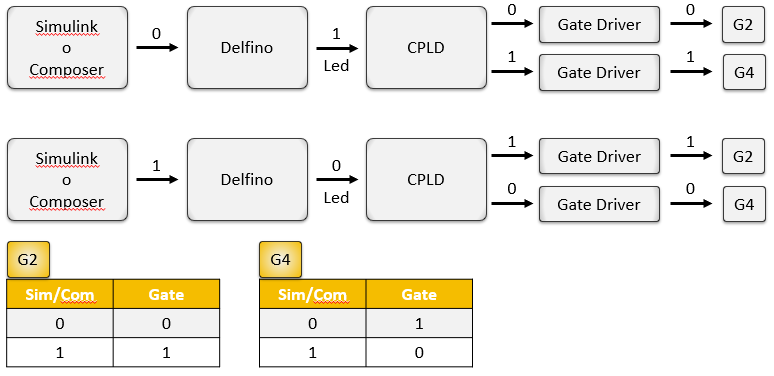 Simulink
o
Composer
0
Delfino
1
Led
CPLD
0
Gate Driver
0
G2
1
Gate Driver
1
G4
Simulink
o
Composer
1
Delfino
0
Led
CPLD
1
Gate Driver
1
G2
0
Gate Driver
0
G4
G2
Sim/Com Gate
0 0
1 1
G4
Sim/Com Gate
0 1
1 0